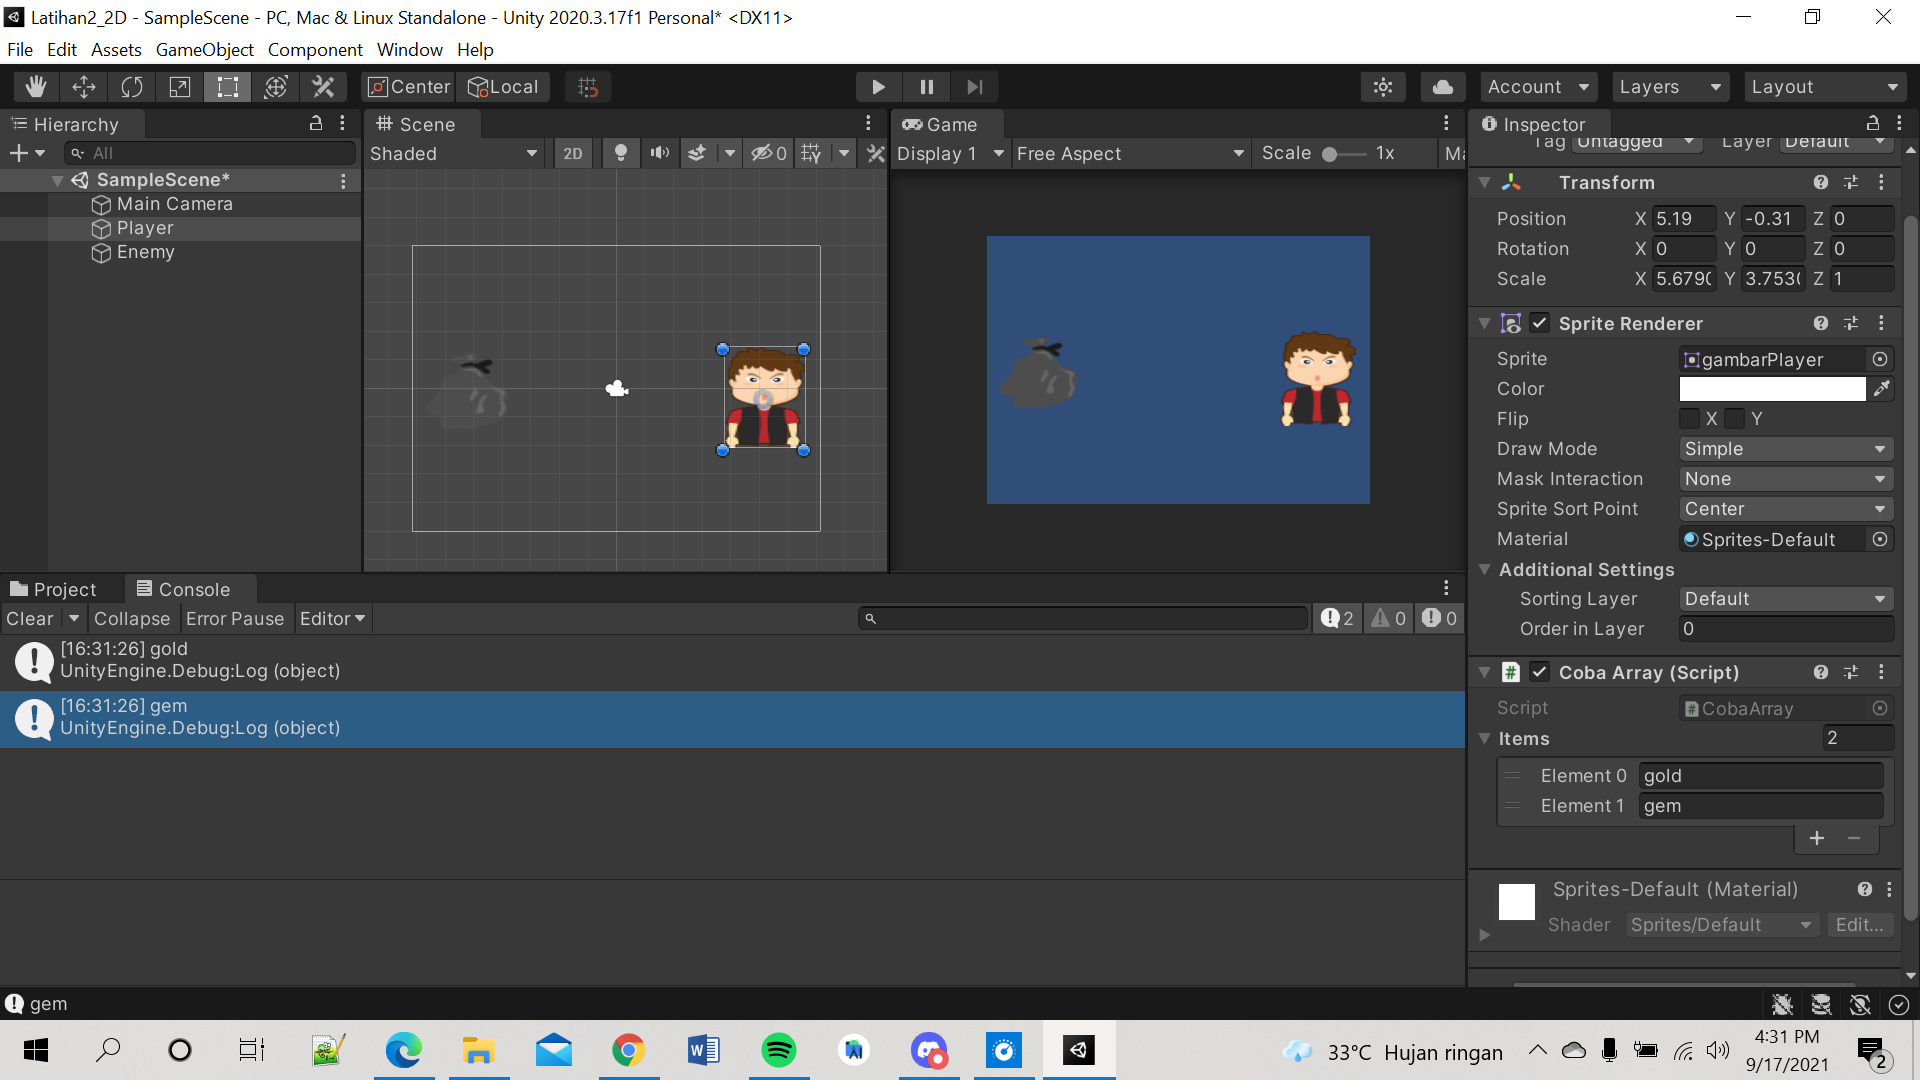 Latihan2_2D - SampleScene - PC, Mac & Linux Standalone - Unity 2020.3.17f1 Personal* <DX11>
File Edit Assets GameObject Component Window Help
Center Local Account Layers Layout
Hierarchy
All
SampleScene*
Main Camera
Player
Enemy
Scene
Shaded 2D 0
Game
Display 1 Free Aspect Scale 1x
Inspector
Tag Untagged Layer Default
Transform
Position X 5.19 Y -0.31 Z 0
Rotation X 0 Y 0 Z 0
Scale X 5.679 Y 3.753 Z 1
Sprite Renderer
Sprite gambarPlayer
Color
Flip X Y
Draw Mode Simple
Mask Interaction None
Sprite Sort Point Center
Material Sprites-Default
Additional Settings
Sorting Layer Default
Order in Layer 0
Coba Array (Script)
Script CobaArray
Items 2
Element 0 gold
Element 1 gem
+ −
Sprites-Default (Material)
Shader Sprites/Default Edit...
Project Console
Clear Collapse Error Pause Editor 2 0 0
[16:31:26] gold
UnityEngine.Debug:Log (object)
[16:31:26] gem
UnityEngine.Debug:Log (object)
gem
33°C Hujan ringan
4:31 PM
9/17/2021
2